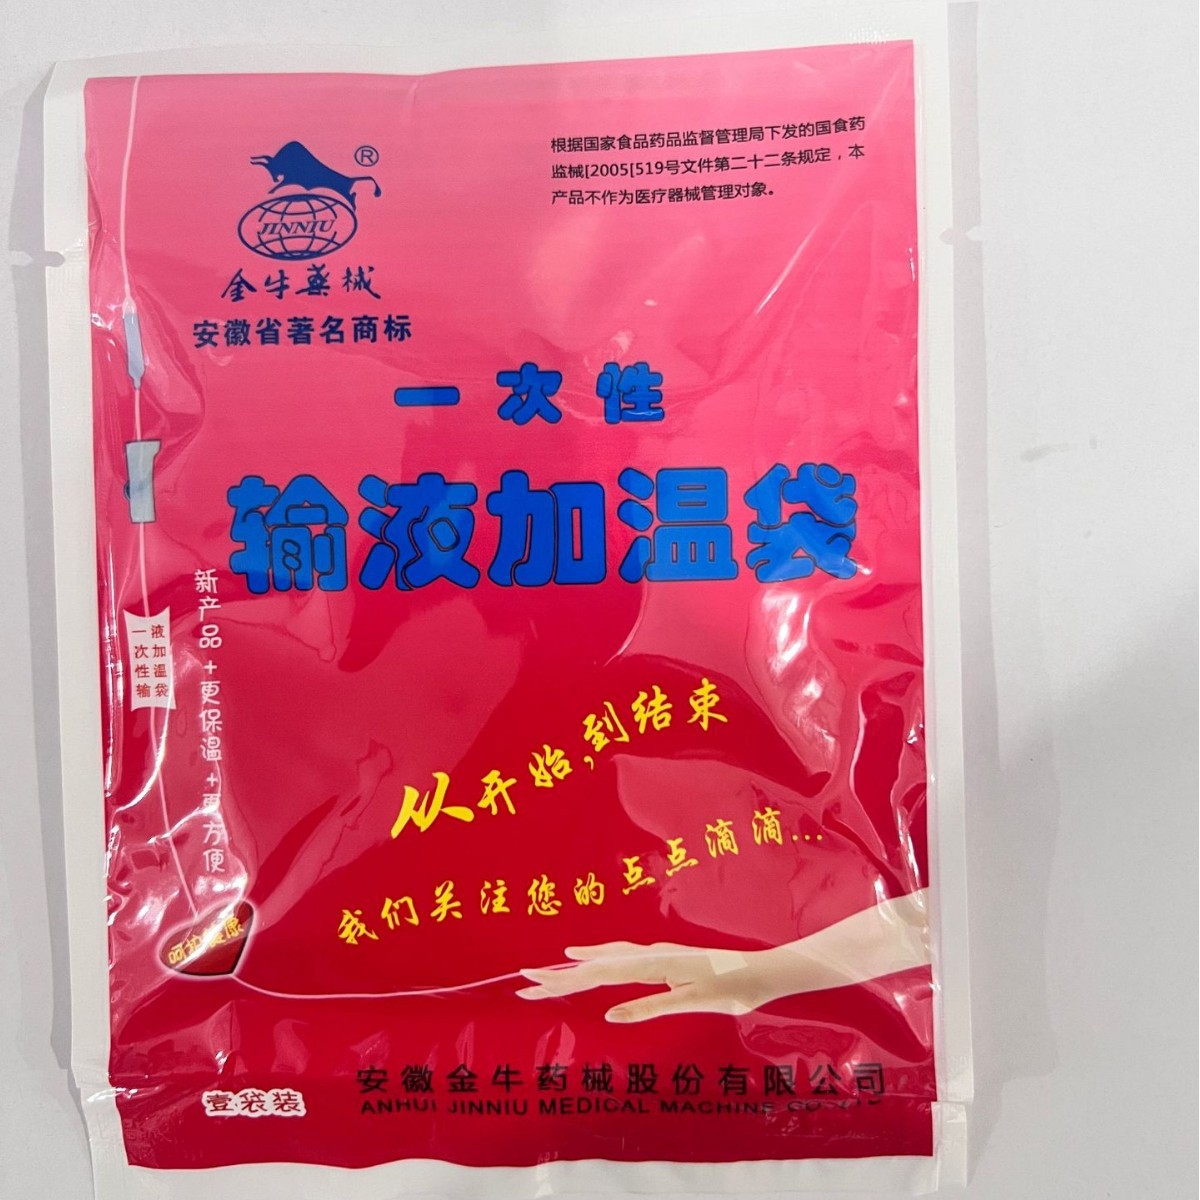 根据国家食品药品监督管理局下发的国食药
监械[2005[519号文件第二十二条规定，本
产品不作为医疗器械管理对象。
®
JINNIU
金牛药械
安徽省著名商标
一次性
输液加温袋
新产品+更保温+更方便
一次性输
液加温袋
从开始,到结束
我们关注您的点点滴滴...
呵护健康
安徽金牛药械股份有限公司
ANHUI JINNIU MEDICAL MACHINE CO.,LTD
壹袋装